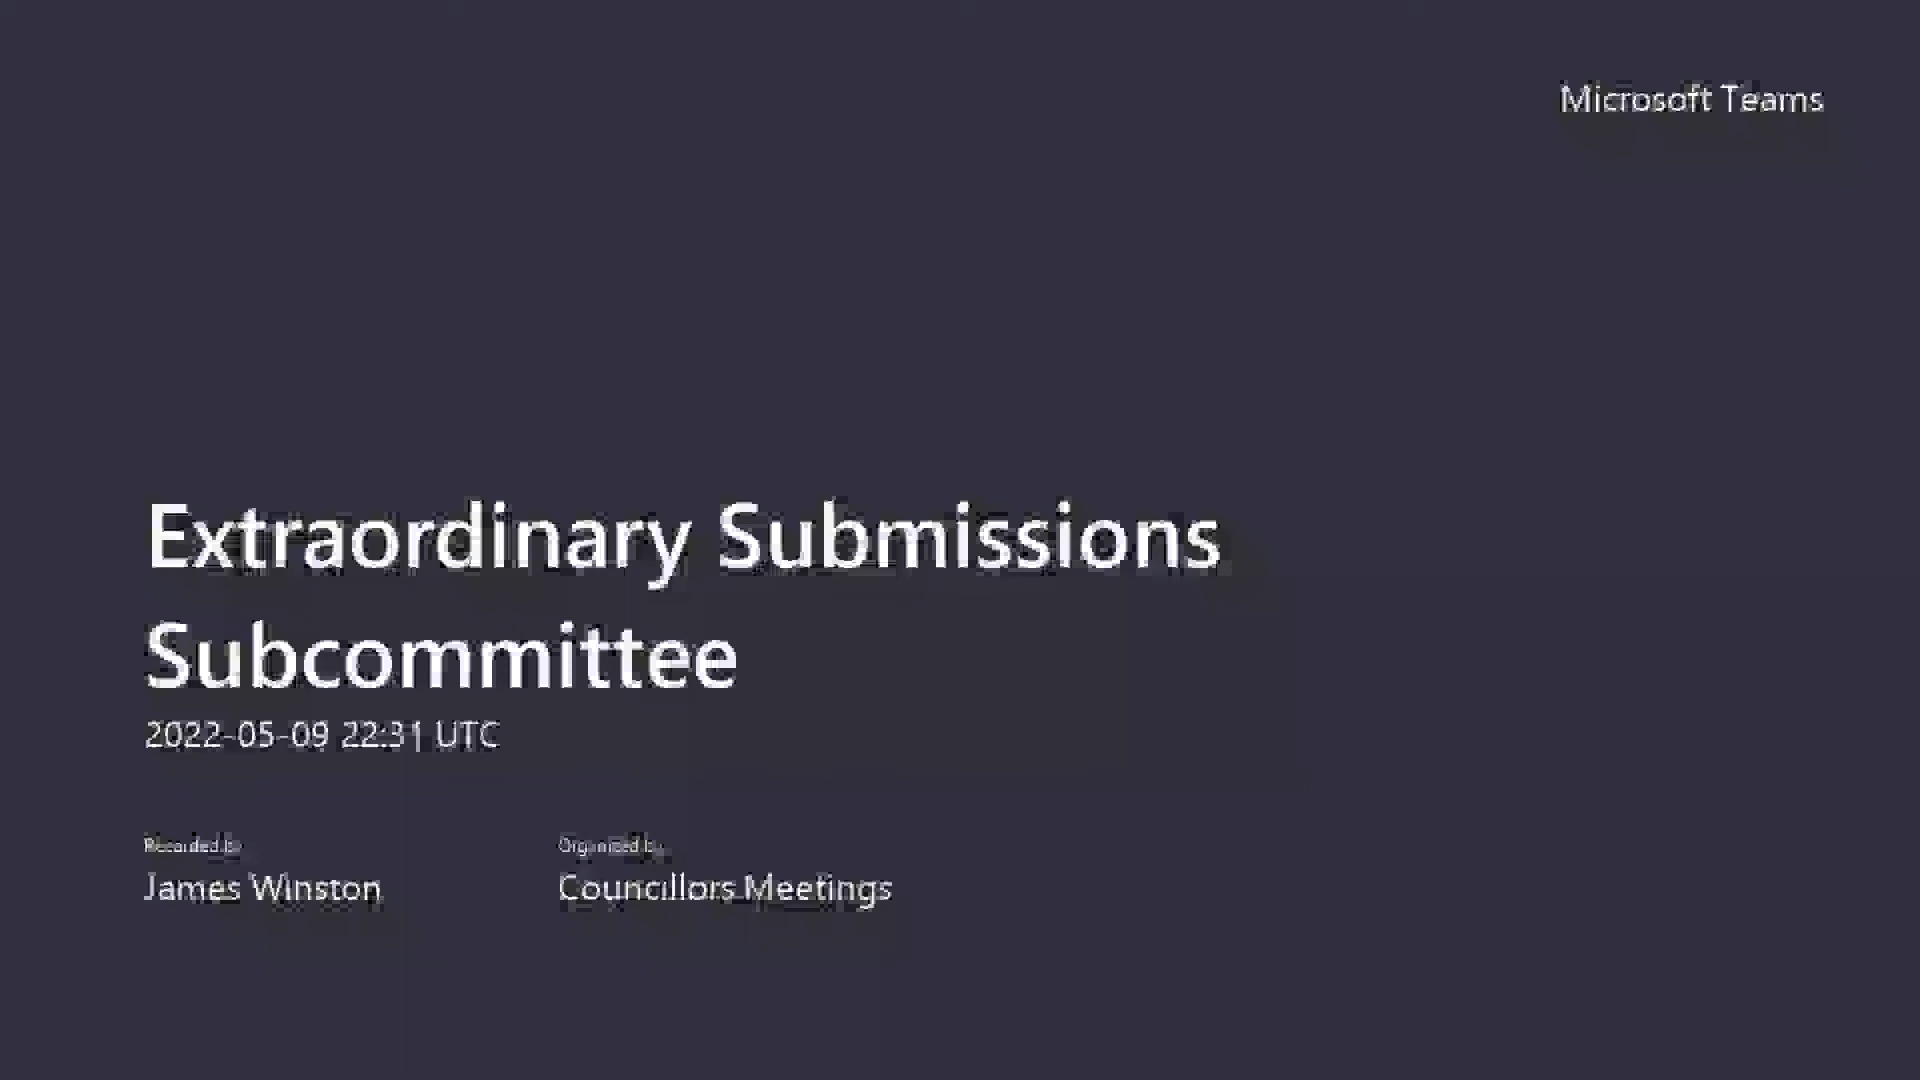 Microsoft Teams
Extraordinary Submissions
Subcommittee
2022-05-09 22:31 UTC
Recorded by
Organized by
James Winston
Councillors Meetings